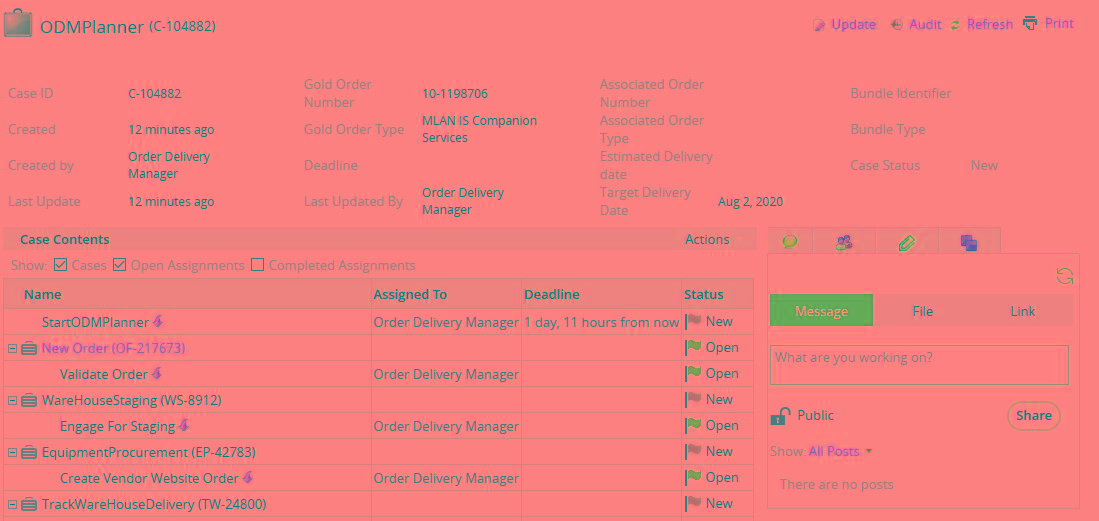 ODMPlanner (C-104882)
Update Audit Refresh Print
Case ID C-104882 Gold Order Number 10-1198706 Associated Order Number Bundle Identifier
Created 12 minutes ago Gold Order Type MLAN IS Companion Services Associated Order Type Bundle Type
Created by Order Delivery Manager Deadline Estimated Delivery date Case Status New
Last Update 12 minutes ago Last Updated By Order Delivery Manager Target Delivery Date Aug 2, 2020
Case Contents Actions
Show: Cases Open Assignments Completed Assignments
Name Assigned To Deadline Status
StartODMPlanner Order Delivery Manager 1 day, 11 hours from now New
New Order (OF-217673) Open
Validate Order Order Delivery Manager Open
WareHouseStaging (WS-8912) New
Engage For Staging Order Delivery Manager Open
EquipmentProcurement (EP-42783) New
Create Vendor Website Order Order Delivery Manager Open
TrackWareHouseDelivery (TW-24800) New
Message File Link
What are you working on?
Public Share
Show: All Posts
There are no posts